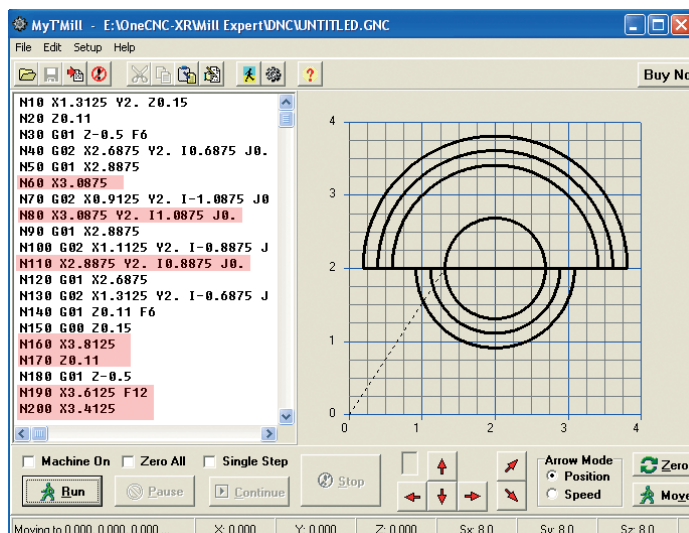 MyTMill - E:\OneCNC-XR\Mill Expert\DNC\UNTITLED.GNC
File Edit Setup Help
Buy No
N10 X1.3125 Y2. Z0.15
N20 Z0.11
N30 G01 Z-0.5 F6
N40 G02 X2.6875 Y2. I0.6875 J0.
N50 G01 X2.8875
N60 X3.0875
N70 G02 X0.9125 Y2. I-1.0875 J0
N80 X3.0875 Y2. I1.0875 J0.
N90 G01 X2.8875
N100 G02 X1.1125 Y2. I-0.8875 J
N110 X2.8875 Y2. I0.8875 J0.
N120 G01 X2.6875
N130 G02 X1.3125 Y2. I-0.6875 J
N140 G01 Z0.11 F6
N150 G00 Z0.15
N160 X3.8125
N170 Z0.11
N180 G01 Z-0.5
N190 X3.6125 F12
N200 X3.4125
4
3
2
1
0
0 1 2 3 4
Machine On Zero All Single Step
Run Pause Continue Stop
Arrow Mode
Position
Speed
Zero
Move
Moving to 0.000, 0.000, 0.000 X: 0.000 Y: 0.000 Z: 0.000 Sx: 8.0 Sy: 8.0 Sz: 8.0